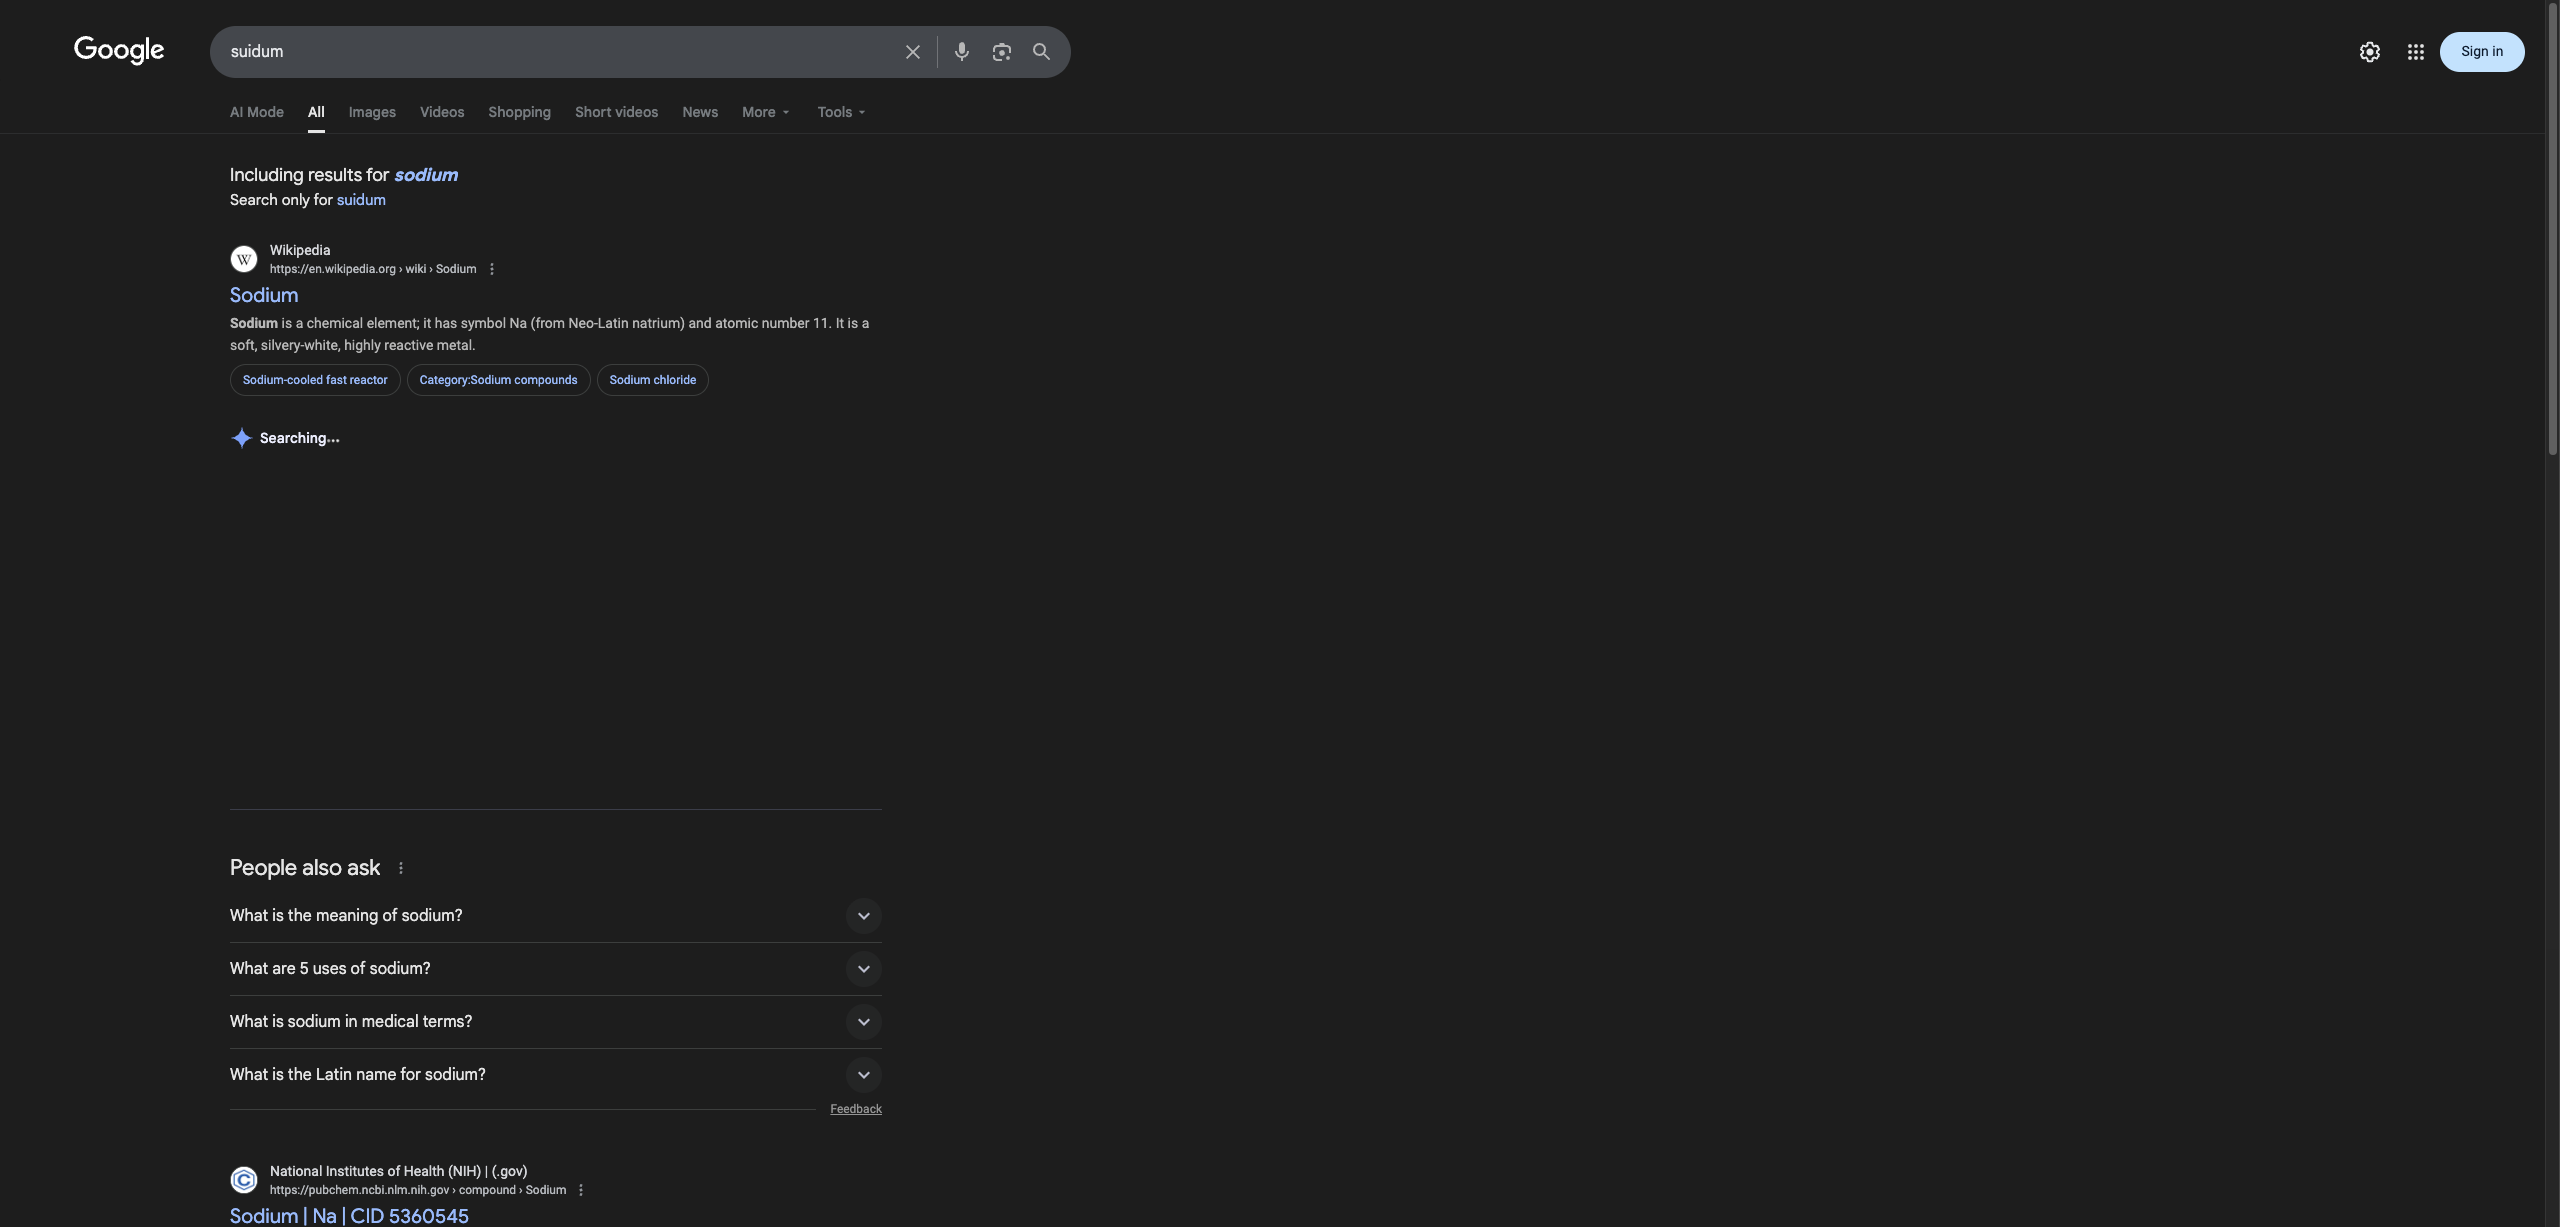 Google
suidum
Sign in
AI Mode All Images Videos Shopping Short videos News More Tools
Including results for sodium
Search only for suidum
W
Wikipedia
https://en.wikipedia.org › wiki › Sodium
Sodium
Sodium is a chemical element; it has symbol Na (from Neo-Latin natrium) and atomic number 11. It is a
soft, silvery-white, highly reactive metal.
Sodium-cooled fast reactor Category:Sodium compounds Sodium chloride
Searching...
People also ask
What is the meaning of sodium?
What are 5 uses of sodium?
What is sodium in medical terms?
What is the Latin name for sodium?
Feedback
National Institutes of Health (NIH) | (.gov)
https://pubchem.ncbi.nlm.nih.gov › compound › Sodium
Sodium | Na | CID 5360545